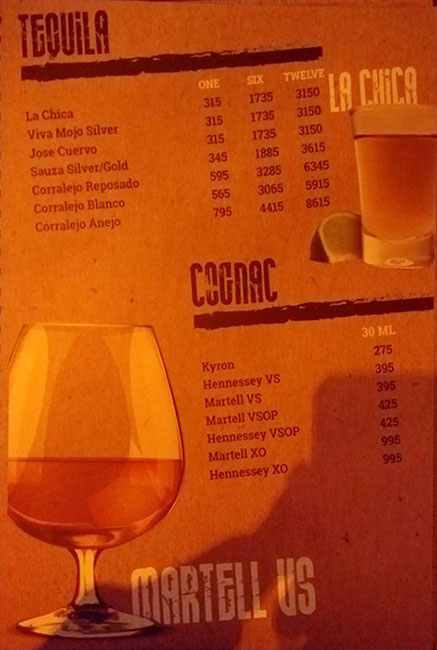 TEQUILA
ONE SIX TWELVE
La Chica 315 1735 3150
Viva Mojo Silver 315 1735 3150
Jose Cuervo 315 1735 3150
Sauza Silver/Gold 345 1885 3615
Corralejo Reposado 595 3285 6345
Corralejo Blanco 565 3065 5915
Corralejo Anejo 795 4415 8615
LA CHICA
COGNAC
30 ML
Kyron 275
Hennessey VS 395
Martell VS 395
Martell VSOP 425
Hennessey VSOP 425
Martell XO 995
Hennessey XO 995
MARTELL VS